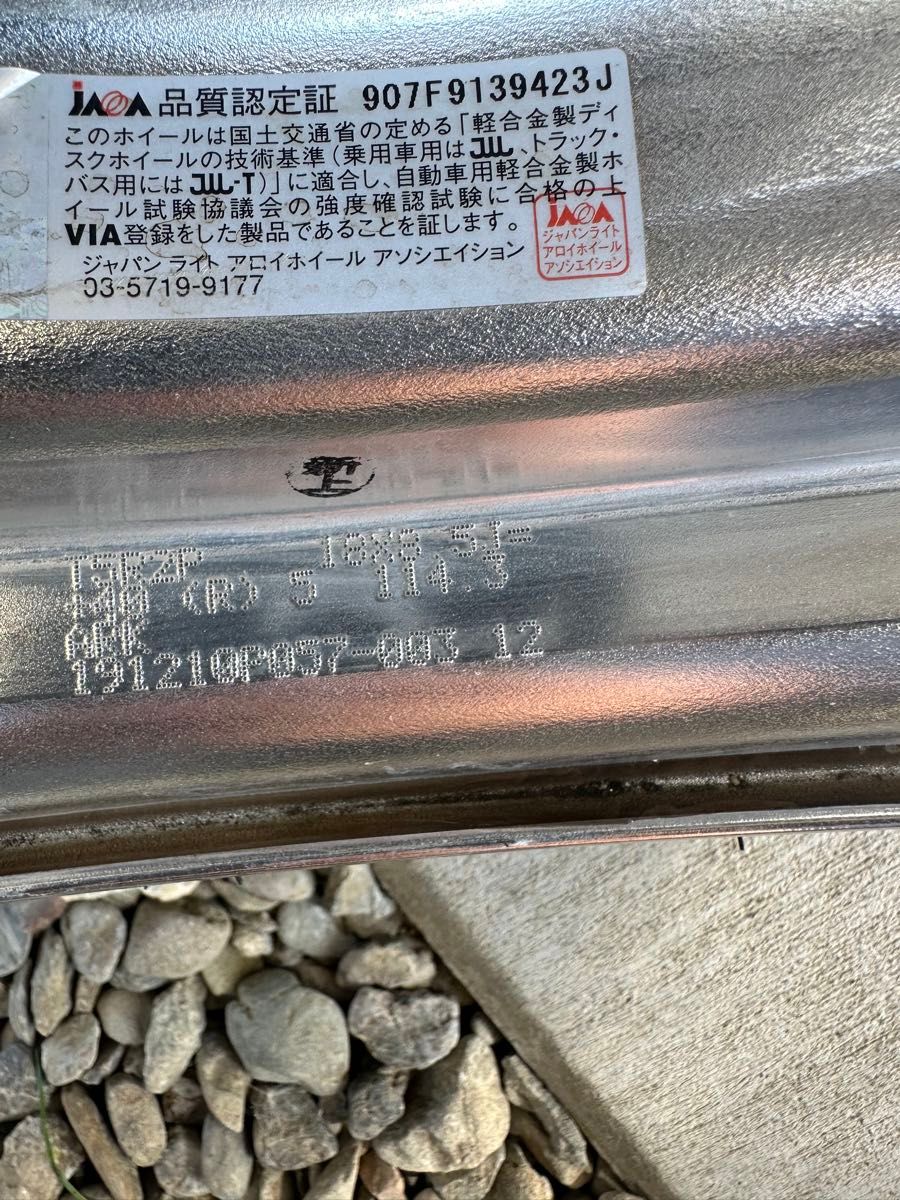 JAWA 品質認定証 907F9139423J
このホイールは国土交通省の定める「軽合金製ディ
スクホイールの技術基準(乗用車用はJWL、トラック・
バス用にはJWL-T)」に適合し、自動車用軽合金製ホ
イール試験協議会の強度確認試験に合格の上
VIA登録をした製品であることを証します。
ジャパン ライト アロイホイール アソシエイション
03-5719-9177
JAWA
ジャパンライト
アロイホイール
アソシエイション
18X8.5J=
(R) 5 114.3
ARK
191210P057-003 12